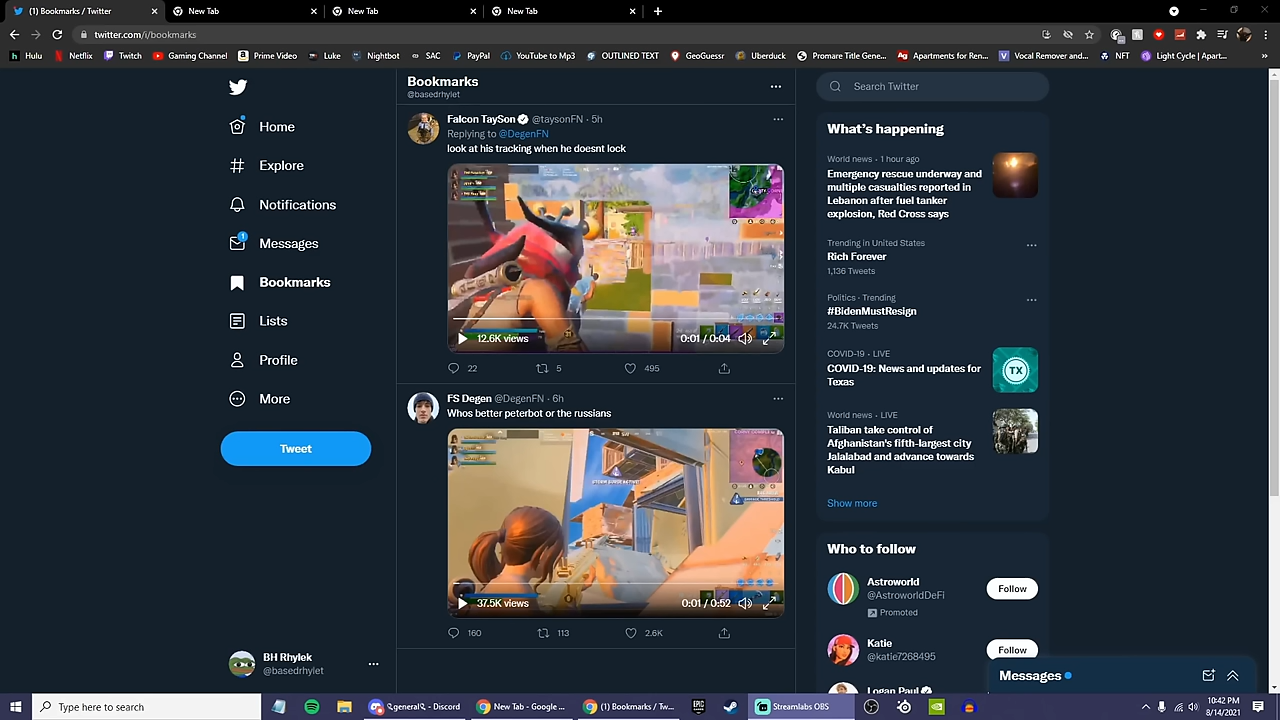 (1) Bookmarks / Twitter
New Tab
New Tab
New Tab
twitter.com/i/bookmarks
Hulu
Netflix
Twitch
Gaming Channel
Prime Video
Luke
Nightbot
SAC
PayPal
YouTube to Mp3
OUTLINED TEXT
GeoGuessr
Uberduck
Promare Title Gene...
Apartments for Ren...
Vocal Remover and...
NFT
Light Cycle | Apart...
Home
Explore
Notifications
1
Messages
Bookmarks
Lists
Profile
More
Tweet
BH Rhylek
@basedrhylet
Bookmarks
@basedrhylet
Falcon TaySon @taysonFN · 5h
Replying to @DegenFN
look at his tracking when he doesnt lock
12.6K views
0:01 / 0:04
22
5
495
FS Degen @DegenFN · 6h
Whos better peterbot or the russians
STORM SURGE ACTIVE!
37.5K views
0:01 / 0:52
160
113
2.6K
Search Twitter
What's happening
World news · 1 hour ago
Emergency rescue underway and
multiple casualties reported in
Lebanon after fuel tanker
explosion, Red Cross says
Trending in United States
Rich Forever
1,136 Tweets
Politics · Trending
#BidenMustResign
24.7K Tweets
COVID-19 · LIVE
COVID-19: News and updates for
Texas
TX
World news · LIVE
Taliban take control of
Afghanistan's fifth-largest city
Jalalabad and advance towards
Kabul
Show more
Who to follow
Astroworld
@AstroworldDeFi
Promoted
Follow
Katie
@katie7268495
Follow
Logan Paul
Messages
Type here to search
general - Discord
New Tab - Google ...
(1) Bookmarks / Tw...
Streamlabs OBS
10:42 PM
8/14/2021